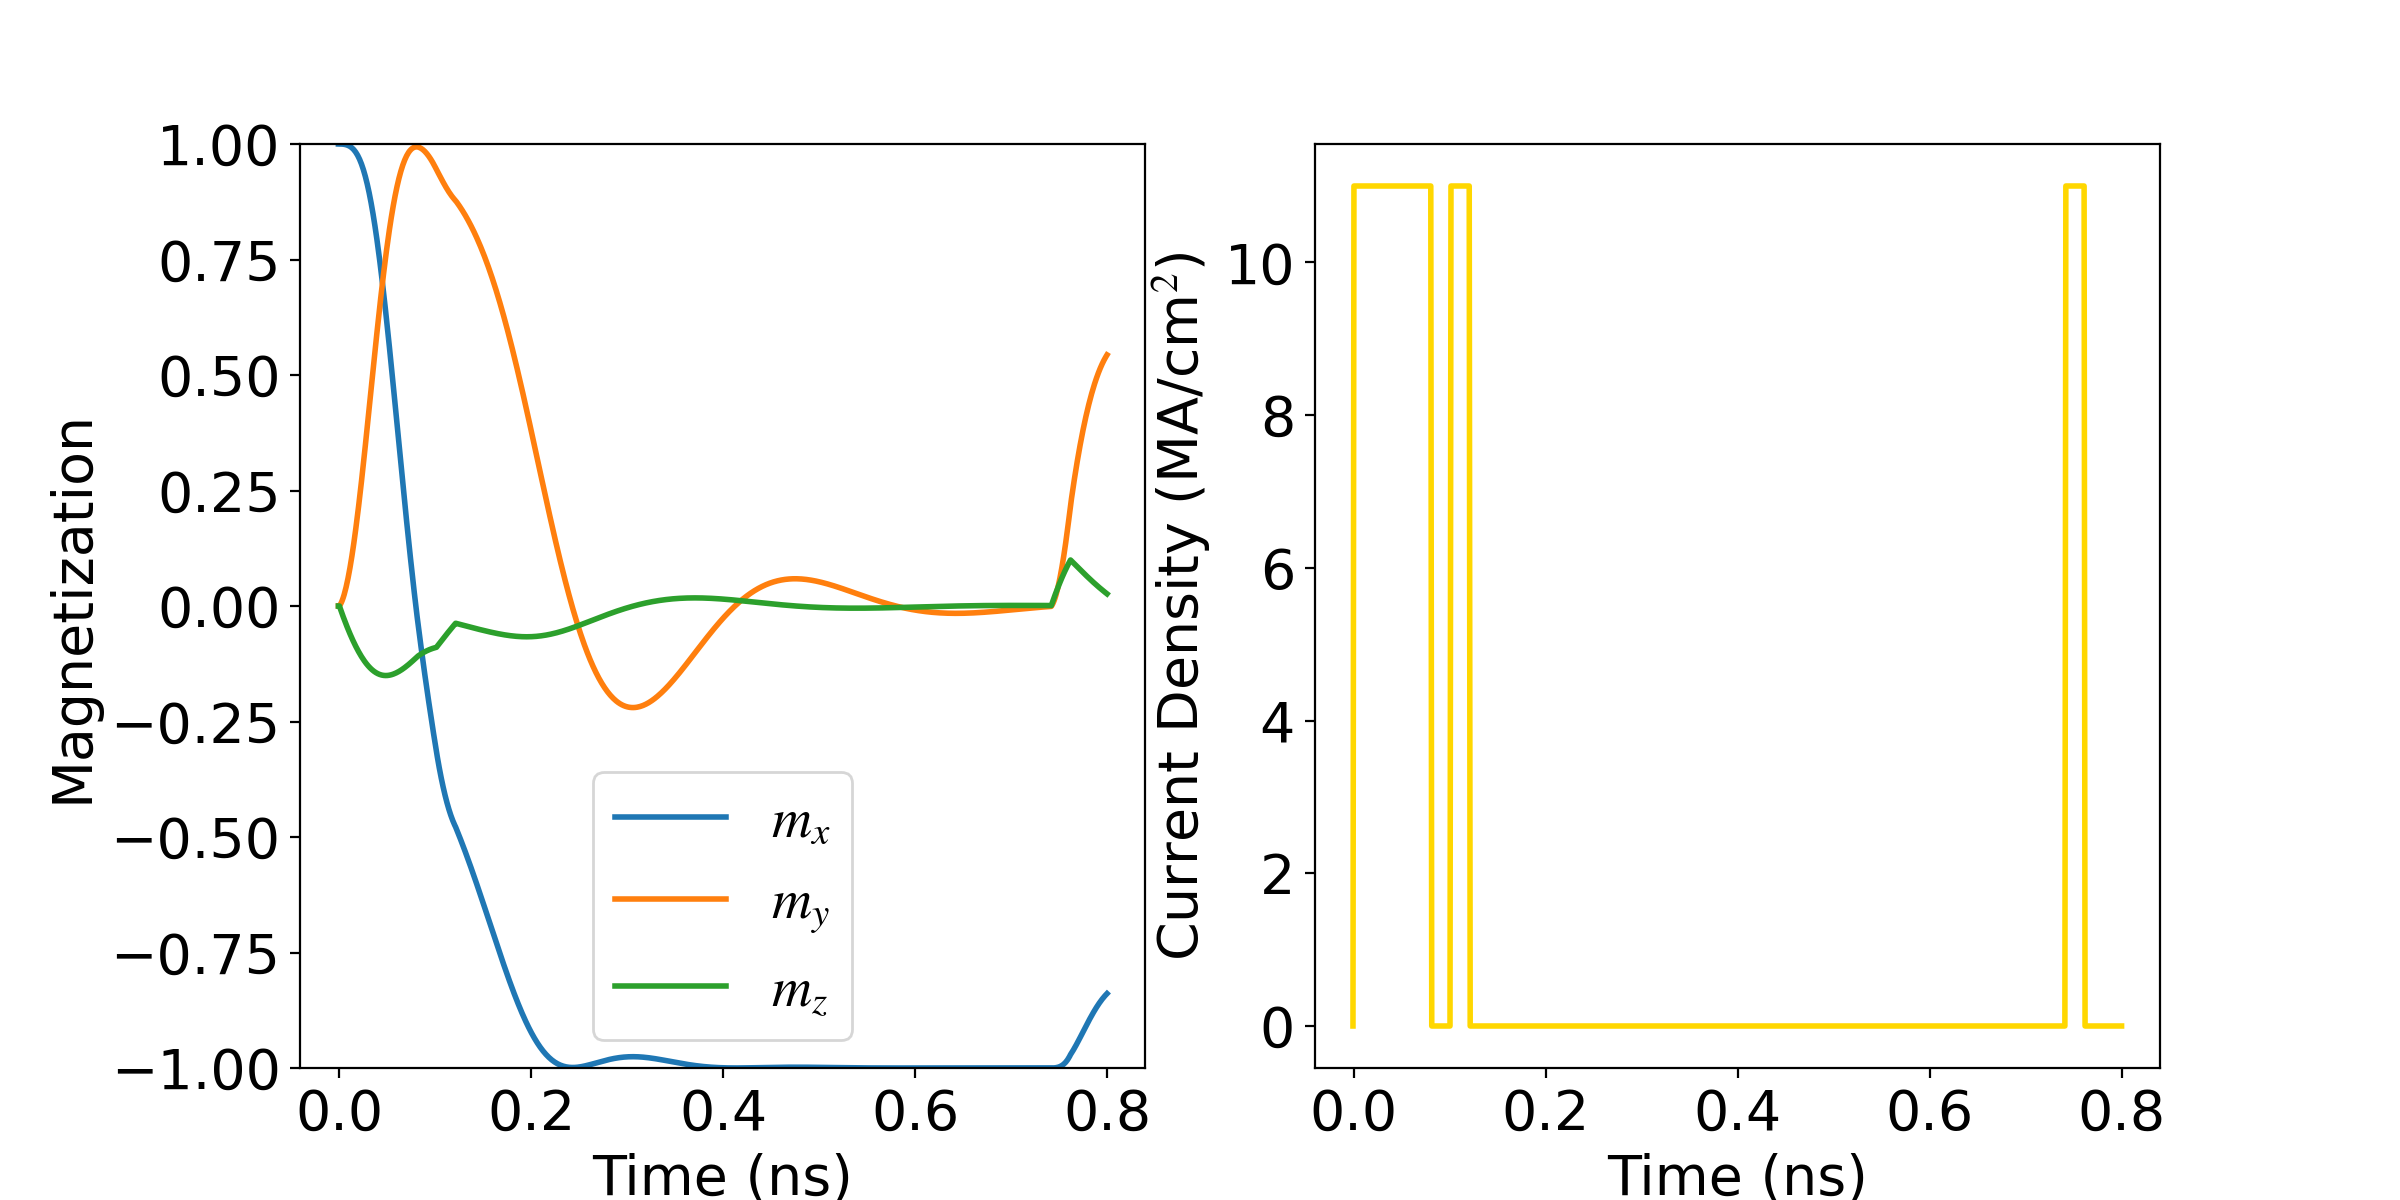 Magnetization
1.00
0.75
0.50
0.25
0.00
−0.25
−0.50
−0.75
−1.00
0.0 0.2 0.4 0.6 0.8
Time (ns)
m_x
m_y
m_z
Current Density (MA/cm²)
10
8
6
4
2
0
0.0 0.2 0.4 0.6 0.8
Time (ns)